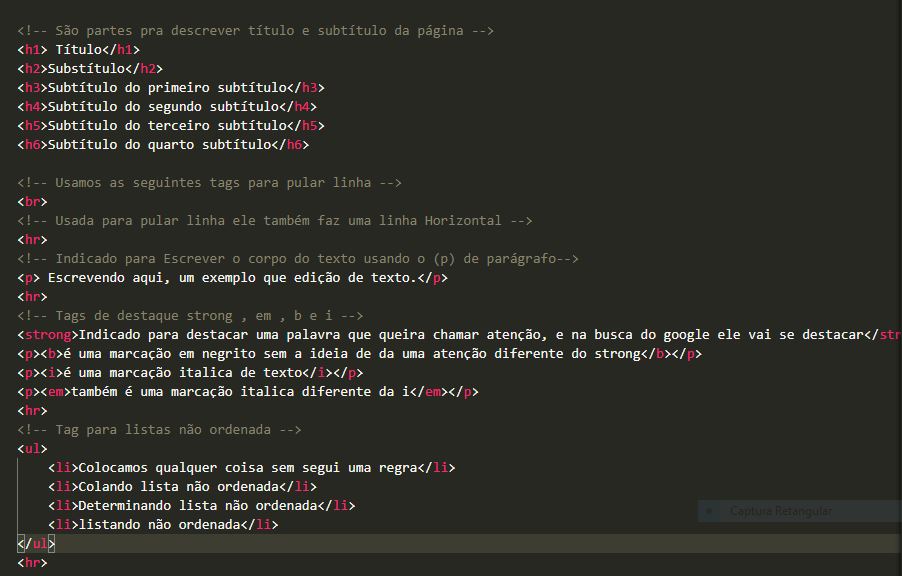 <!-- São partes pra descrever título e subtítulo da página -->
<h1> Título</h1>
<h2>Substítulo</h2>
<h3>Subtítulo do primeiro subtítulo</h3>
<h4>Subtítulo do segundo subtítulo</h4>
<h5>Subtítulo do terceiro subtítulo</h5>
<h6>Subtítulo do quarto subtítulo</h6>
<!-- Usamos as seguintes tags para pular linha -->
<br>
<!-- Usada para pular linha ele também faz uma linha Horizontal -->
<hr>
<!-- Indicado para Escrever o corpo do texto usando o (p) de parágrafo-->
<p> Escrevendo aqui, um exemplo que edição de texto.</p>
<hr>
<!-- Tags de destaque strong , em , b e i -->
<strong>Indicado para destacar uma palavra que queira chamar atenção, e na busca do google ele vai se destacar</str
<p><b>é uma marcação em negrito sem a ideia de da uma atenção diferente do strong</b></p>
<p><i>é uma marcação italica de texto</i></p>
<p><em>também é uma marcação italica diferente da i</em></p>
<hr>
<!-- Tag para listas não ordenada -->
<ul>
    <li>Colocamos qualquer coisa sem segui uma regra</li>
    <li>Colando lista não ordenada</li>
    <li>Determinando lista não ordenada</li>
    <li>listando não ordenada</li>
Captura Retangular
</ul>
<hr>